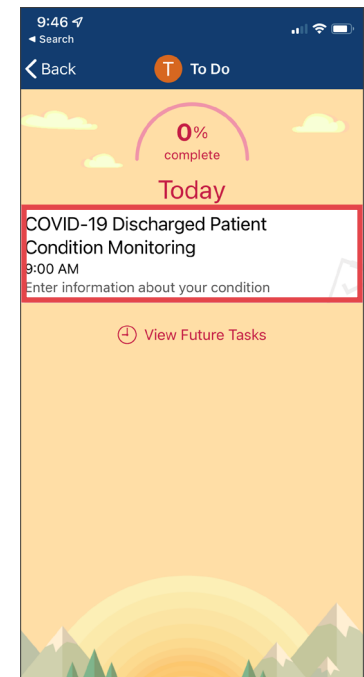 9:46
Search
Back
T To Do
0%
complete
Today
COVID-19 Discharged Patient
Condition Monitoring
9:00 AM
Enter information about your condition
View Future Tasks